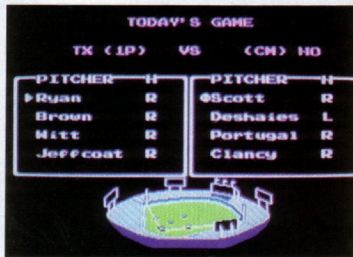 TODAY'S GAME
TX (1P) VS (CM) HO
PITCHER H PITCHER H
Ryan R Scott R
Brown R Deshaies L
Witt R Portugal R
Jeffcoat R Clancy R